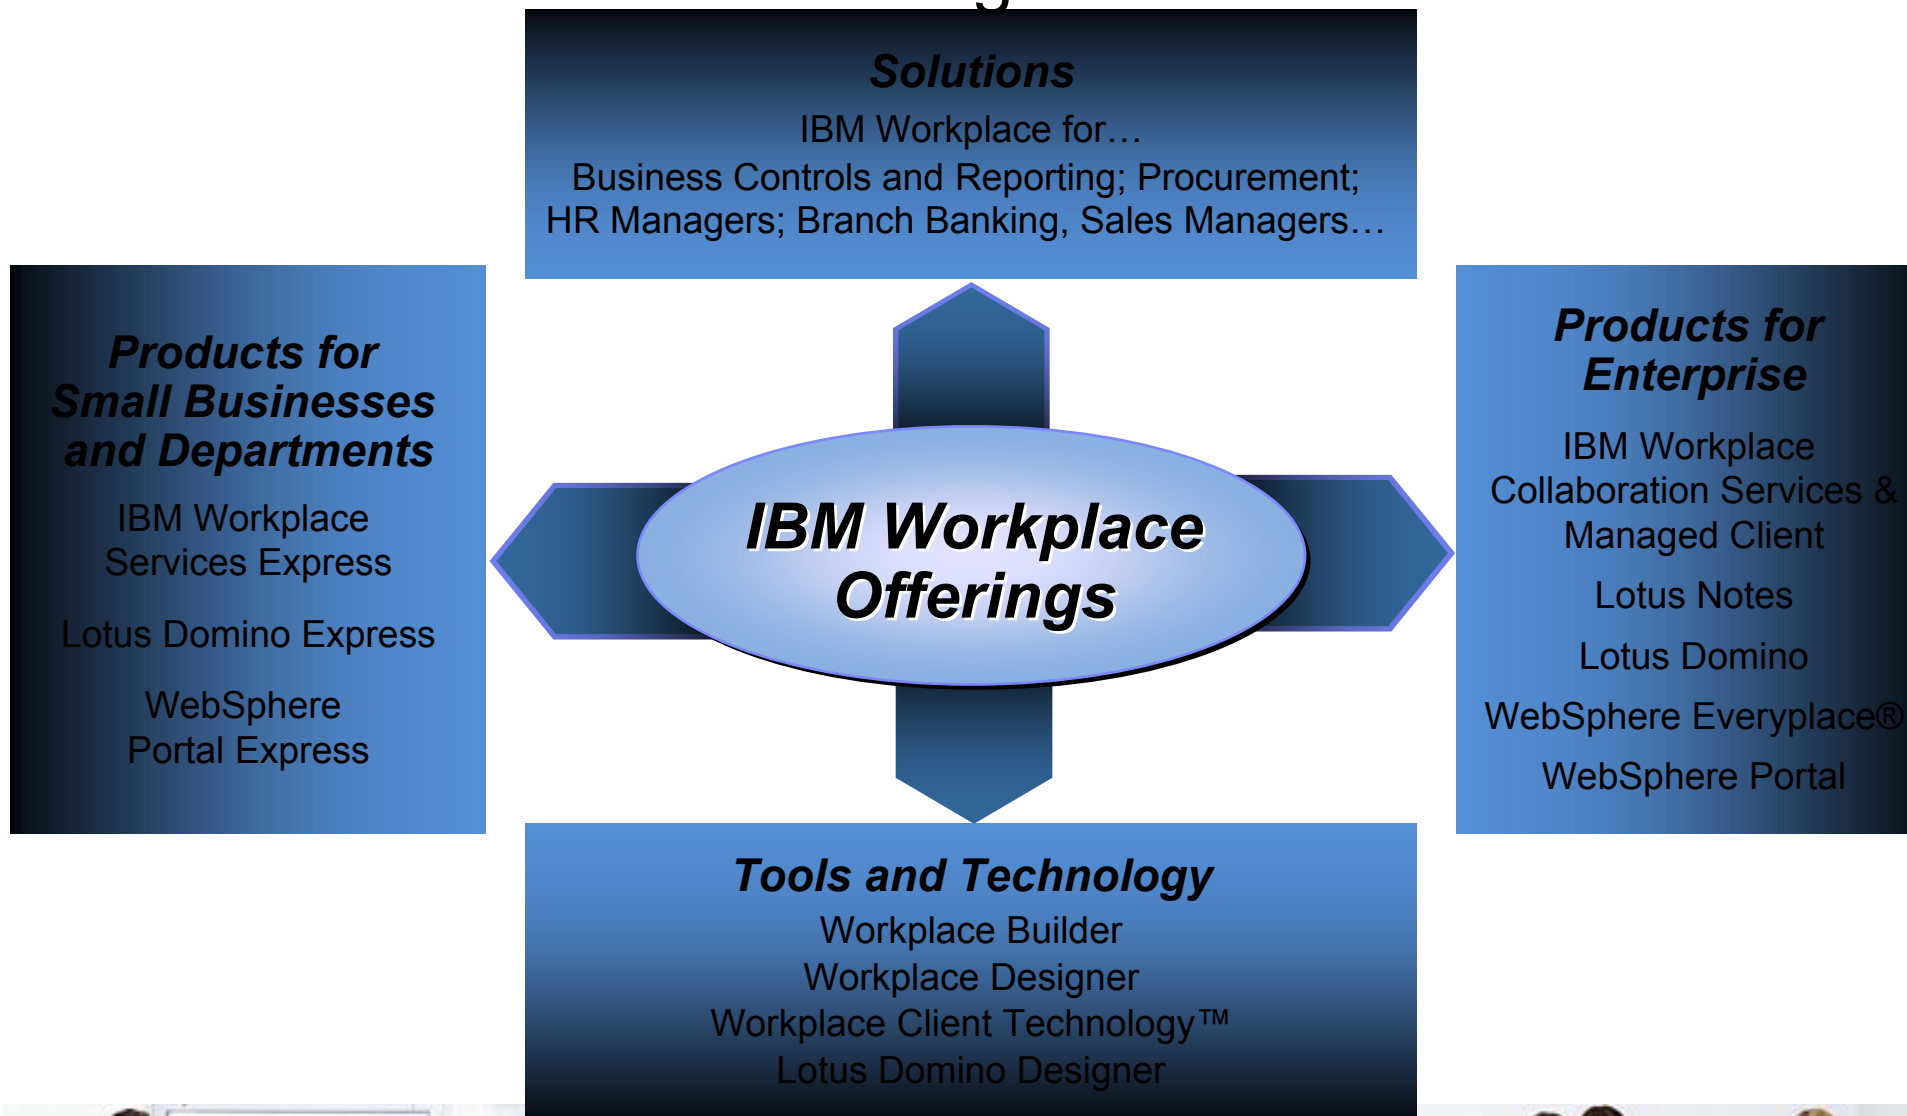 Solutions
IBM Workplace for…
Business Controls and Reporting; Procurement;
HR Managers; Branch Banking, Sales Managers…
Products for
Small Businesses
and Departments
IBM Workplace
Services Express
Lotus Domino Express
WebSphere
Portal Express
IBM Workplace
Offerings
Products for
Enterprise
IBM Workplace
Collaboration Services &
Managed Client
Lotus Notes
Lotus Domino
WebSphere Everyplace®
WebSphere Portal
Tools and Technology
Workplace Builder
Workplace Designer
Workplace Client Technology™
Lotus Domino Designer